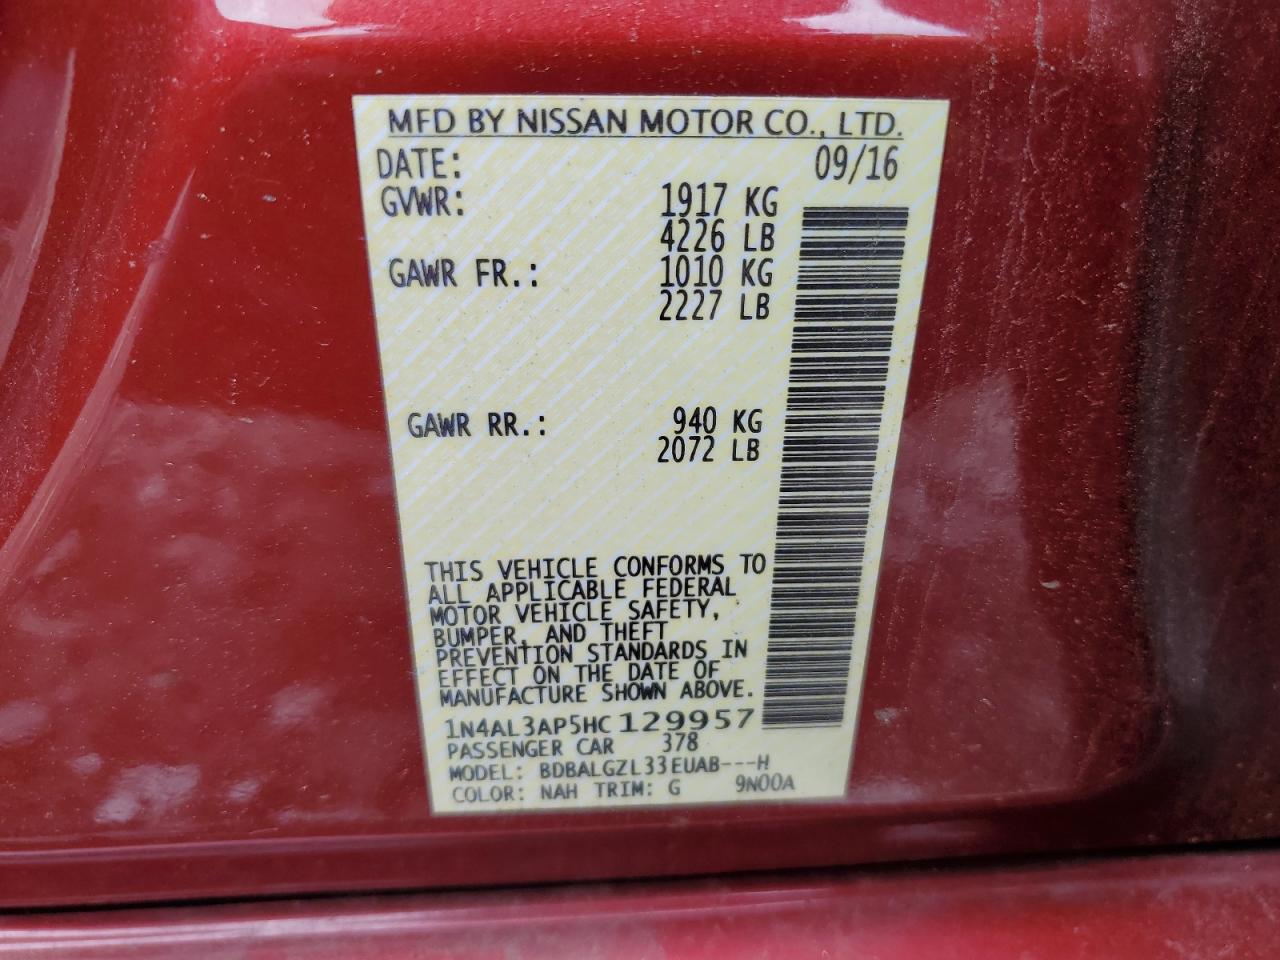 MFD BY NISSAN MOTOR CO., LTD.
DATE: 09/16
GVWR: 1917 KG
4226 LB
GAWR FR.: 1010 KG
2227 LB
GAWR RR.: 940 KG
2072 LB
THIS VEHICLE CONFORMS TO
ALL APPLICABLE FEDERAL
MOTOR VEHICLE SAFETY,
BUMPER, AND THEFT
PREVENTION STANDARDS IN
EFFECT ON THE DATE OF
MANUFACTURE SHOWN ABOVE.
1N4AL3AP5HC129957
PASSENGER CAR 378
MODEL: BDBALGZL33EUAB---H
COLOR: NAH TRIM: G 9N00A